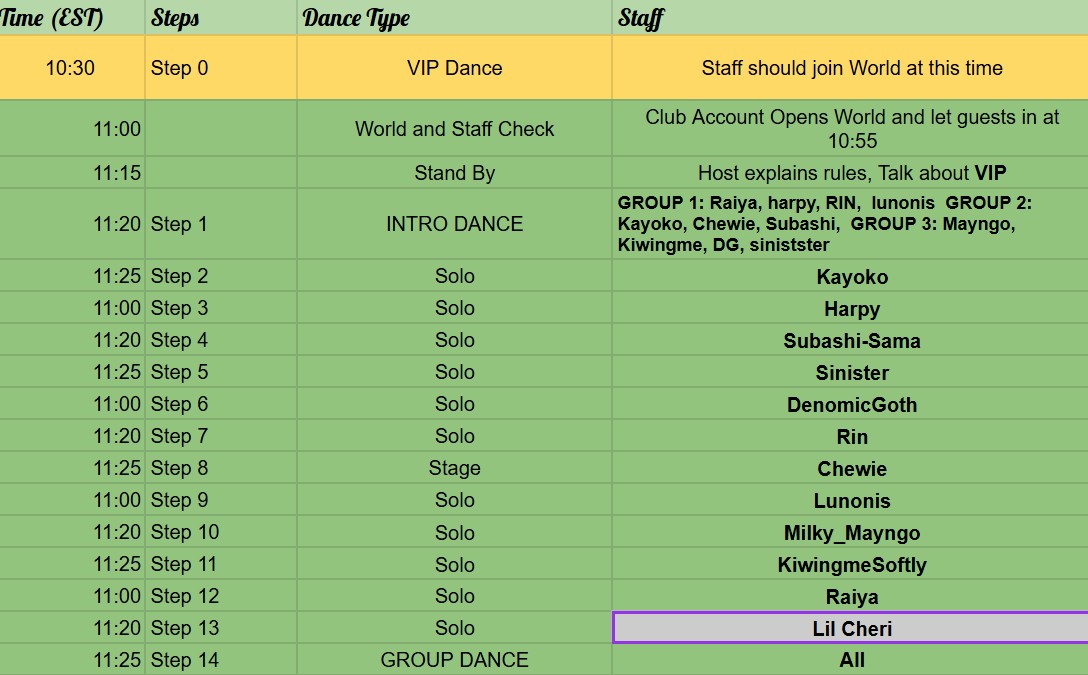 Time (EST) Steps Dance Type Staff
10:30 Step 0 VIP Dance Staff should join World at this time
11:00 World and Staff Check Club Account Opens World and let guests in at
10:55
11:15 Stand By Host explains rules, Talk about VIP
11:20 Step 1 INTRO DANCE GROUP 1: Raiya, harpy, RIN, lunonis GROUP 2:
Kayoko, Chewie, Subashi, GROUP 3: Mayngo,
Kiwingme, DG, sinistster
11:25 Step 2 Solo Kayoko
11:00 Step 3 Solo Harpy
11:20 Step 4 Solo Subashi-Sama
11:25 Step 5 Solo Sinister
11:00 Step 6 Solo DenomicGoth
11:20 Step 7 Solo Rin
11:25 Step 8 Stage Chewie
11:00 Step 9 Solo Lunonis
11:20 Step 10 Solo Milky_Mayngo
11:25 Step 11 Solo KiwingmeSoftly
11:00 Step 12 Solo Raiya
11:20 Step 13 Solo Lil Cheri
11:25 Step 14 GROUP DANCE All